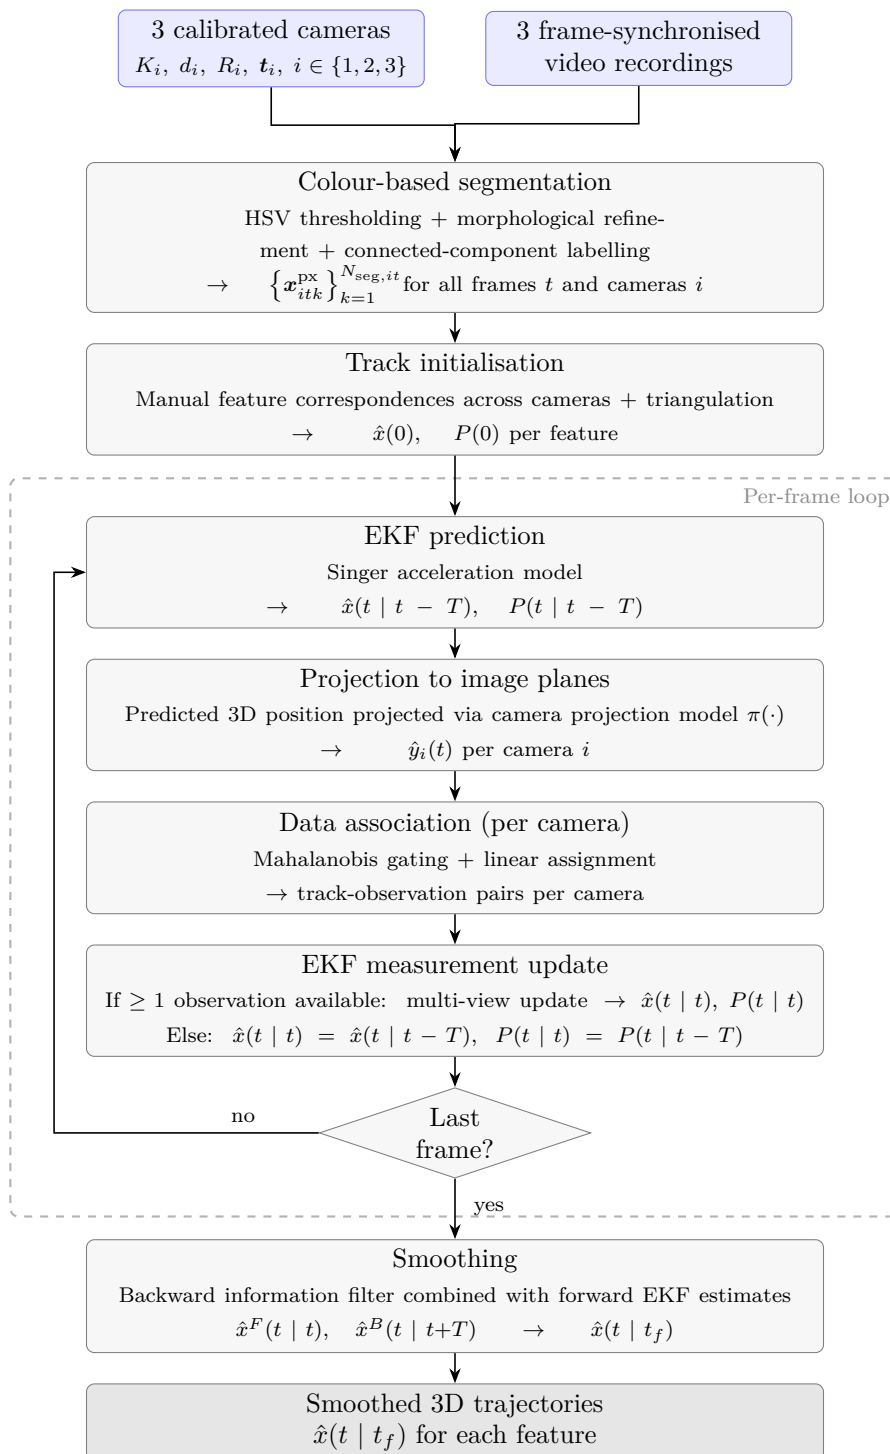 3 calibrated cameras
K_i, d_i, R_i, t_i, i ∈ {1, 2, 3}
3 frame-synchronised
video recordings
Colour-based segmentation
HSV thresholding + morphological refine-
ment + connected-component labelling
→ {x_{itk}^{px}}_{k=1}^{N_{seg,it}} for all frames t and cameras i
Track initialisation
Manual feature correspondences across cameras + triangulation
→ x̂(0), P(0) per feature
Per-frame loop
EKF prediction
Singer acceleration model
→ x̂(t | t − T), P(t | t − T)
Projection to image planes
Predicted 3D position projected via camera projection model π(·)
→ ŷ_i(t) per camera i
Data association (per camera)
Mahalanobis gating + linear assignment
→ track-observation pairs per camera
EKF measurement update
If ≥ 1 observation available: multi-view update → x̂(t | t), P(t | t)
Else: x̂(t | t) = x̂(t | t − T), P(t | t) = P(t | t − T)
Last
frame?
no
yes
Smoothing
Backward information filter combined with forward EKF estimates
x̂^F(t | t), x̂^B(t | t+T) → x̂(t | t_f)
Smoothed 3D trajectories
x̂(t | t_f) for each feature